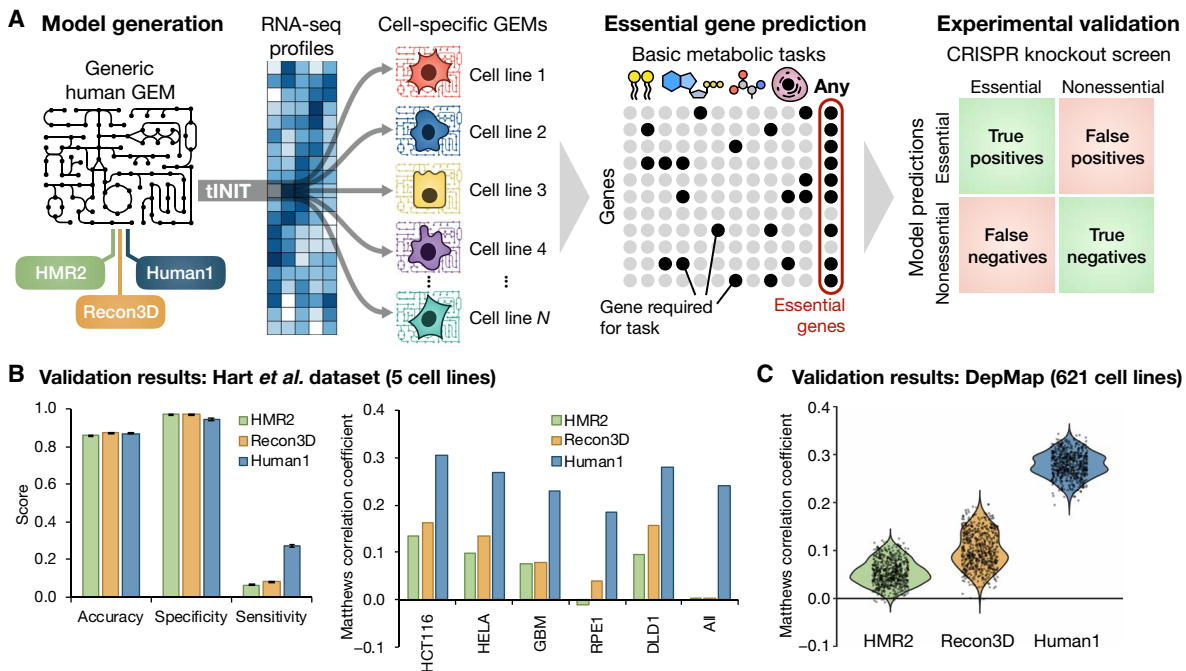 A Model generation
Generic
human GEM
HMR2
Recon3D
Human1
tINIT
RNA-seq
profiles
Cell-specific GEMs
Cell line 1
Cell line 2
Cell line 3
Cell line 4
Cell line N
Essential gene prediction
Basic metabolic tasks
Any
Genes
Gene required
for task
Essential
genes
Experimental validation
CRISPR knockout screen
Essential Nonessential
Model predictions
Essential
Nonessential
True
positives
False
positives
False
negatives
True
negatives
B Validation results: Hart et al. dataset (5 cell lines)
Score
1.0
0.8
0.6
0.4
0.2
0.0
HMR2
Recon3D
Human1
Accuracy Specificity Sensitivity
Matthews correlation coefficient
0.4
0.3
0.2
0.1
0.0
−0.1
HMR2
Recon3D
Human1
HCT116
HELA
GBM
RPE1
DLD1
All
C Validation results: DepMap (621 cell lines)
Matthews correlation coefficient
0.4
0.3
0.2
0.1
0.0
−0.1
HMR2 Recon3D Human1